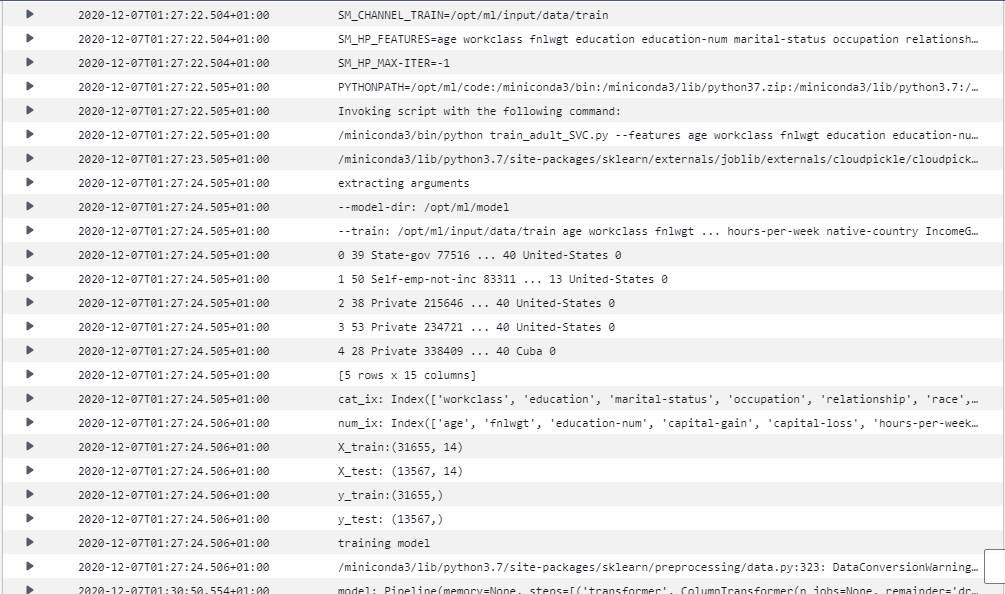 2020-12-07T01:27:22.504+01:00 SM_CHANNEL_TRAIN=/opt/ml/input/data/train
2020-12-07T01:27:22.504+01:00 SM_HP_FEATURES=age workclass fnlwgt education education-num marital-status occupation relationsh…
2020-12-07T01:27:22.504+01:00 SM_HP_MAX-ITER=-1
2020-12-07T01:27:22.505+01:00 PYTHONPATH=/opt/ml/code:/miniconda3/bin:/miniconda3/lib/python37.zip:/miniconda3/lib/python3.7:/…
2020-12-07T01:27:22.505+01:00 Invoking script with the following command:
2020-12-07T01:27:22.505+01:00 /miniconda3/bin/python train_adult_SVC.py --features age workclass fnlwgt education education-nu…
2020-12-07T01:27:23.505+01:00 /miniconda3/lib/python3.7/site-packages/sklearn/externals/joblib/externals/cloudpickle/cloudpick…
2020-12-07T01:27:24.505+01:00 extracting arguments
2020-12-07T01:27:24.505+01:00 --model-dir: /opt/ml/model
2020-12-07T01:27:24.505+01:00 --train: /opt/ml/input/data/train age workclass fnlwgt ... hours-per-week native-country IncomeG…
2020-12-07T01:27:24.505+01:00 0 39 State-gov 77516 ... 40 United-States 0
2020-12-07T01:27:24.505+01:00 1 50 Self-emp-not-inc 83311 ... 13 United-States 0
2020-12-07T01:27:24.505+01:00 2 38 Private 215646 ... 40 United-States 0
2020-12-07T01:27:24.505+01:00 3 53 Private 234721 ... 40 United-States 0
2020-12-07T01:27:24.505+01:00 4 28 Private 338409 ... 40 Cuba 0
2020-12-07T01:27:24.505+01:00 [5 rows x 15 columns]
2020-12-07T01:27:24.505+01:00 cat_ix: Index(['workclass', 'education', 'marital-status', 'occupation', 'relationship', 'race',…
2020-12-07T01:27:24.506+01:00 num_ix: Index(['age', 'fnlwgt', 'education-num', 'capital-gain', 'capital-loss', 'hours-per-week…
2020-12-07T01:27:24.506+01:00 X_train:(31655, 14)
2020-12-07T01:27:24.506+01:00 X_test: (13567, 14)
2020-12-07T01:27:24.506+01:00 y_train:(31655,)
2020-12-07T01:27:24.506+01:00 y_test: (13567,)
2020-12-07T01:27:24.506+01:00 training model
2020-12-07T01:27:24.506+01:00 /miniconda3/lib/python3.7/site-packages/sklearn/preprocessing/data.py:323: DataConversionWarning…
2020-12-07T01:30:50.554+01:00 model: Pipeline(memory=None, steps=[('transformer', ColumnTransformer(n_jobs=None, remainder='dr…